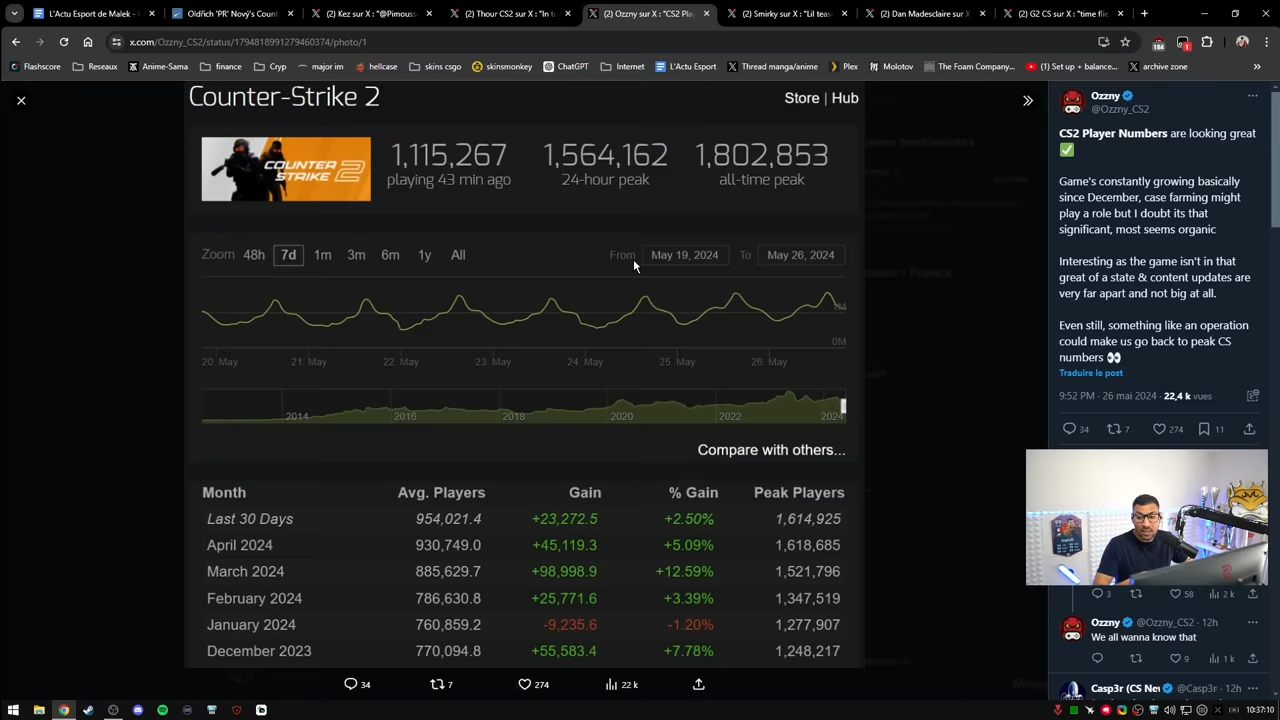 L'Actu Esport de Malek -
Oldřich 'PR' Nový's Count
(2) Kez sur X : "@Pimouss
(2) Thour CS2 sur X : "In t
(2) Ozzny sur X : "CS2 Pla
(2) Smirky sur X : "Lil teas
(2) Dan Madesclaire sur X
(2) G2 CS sur X : "time flie
x.com/Ozzny_CS2/status/1794818991279460374/photo/1
184
1
Flashscore
Reseaux
Anime-Sama
finance
Cryp
major im
hellcase
skins csgo
skinsmonkey
ChatGPT
Internet
L'Actu Esport
Thread manga/anime
Plex
Molotov
The Foam Company...
(1) Set up + balance...
archive zone
Counter-Strike 2
Store | Hub
COUNTER
STRIKE 2
1,115,267
playing 43 min ago
1,564,162
24-hour peak
1,802,853
all-time peak
Zoom 48h 7d 1m 3m 6m 1y All
From May 19, 2024 To May 26, 2024
1M
0M
20. May 21. May 22. May 23. May 24. May 25. May 26. May
2014 2016 2018 2020 2022 2024
Compare with others...
Month Avg. Players Gain % Gain Peak Players
Last 30 Days 954,021.4 +23,272.5 +2.50% 1,614,925
April 2024 930,749.0 +45,119.3 +5.09% 1,618,685
March 2024 885,629.7 +98,998.9 +12.59% 1,521,796
February 2024 786,630.8 +25,771.6 +3.39% 1,347,519
January 2024 760,859.2 -9,235.6 -1.20% 1,277,907
December 2023 770,094.8 +55,583.4 +7.78% 1,248,217
34 7 274 22 k
Ozzny
@Ozzny_CS2
CS2 Player Numbers are looking great
Game's constantly growing basically
since December, case farming might
play a role but I doubt its that
significant, most seems organic
Interesting as the game isn't in that
great of a state & content updates are
very far apart and not big at all.
Even still, something like an operation
could make us go back to peak CS
numbers 👀
Traduire le post
9:52 PM · 26 mai 2024 · 22,4 k vues
34 7 274 11
3 58 2 k
Ozzny @Ozzny_CS2 · 12h
We all wanna know that
9 1 k
Casp3r (CS Nev @Casp3r · 12h
10:37:10